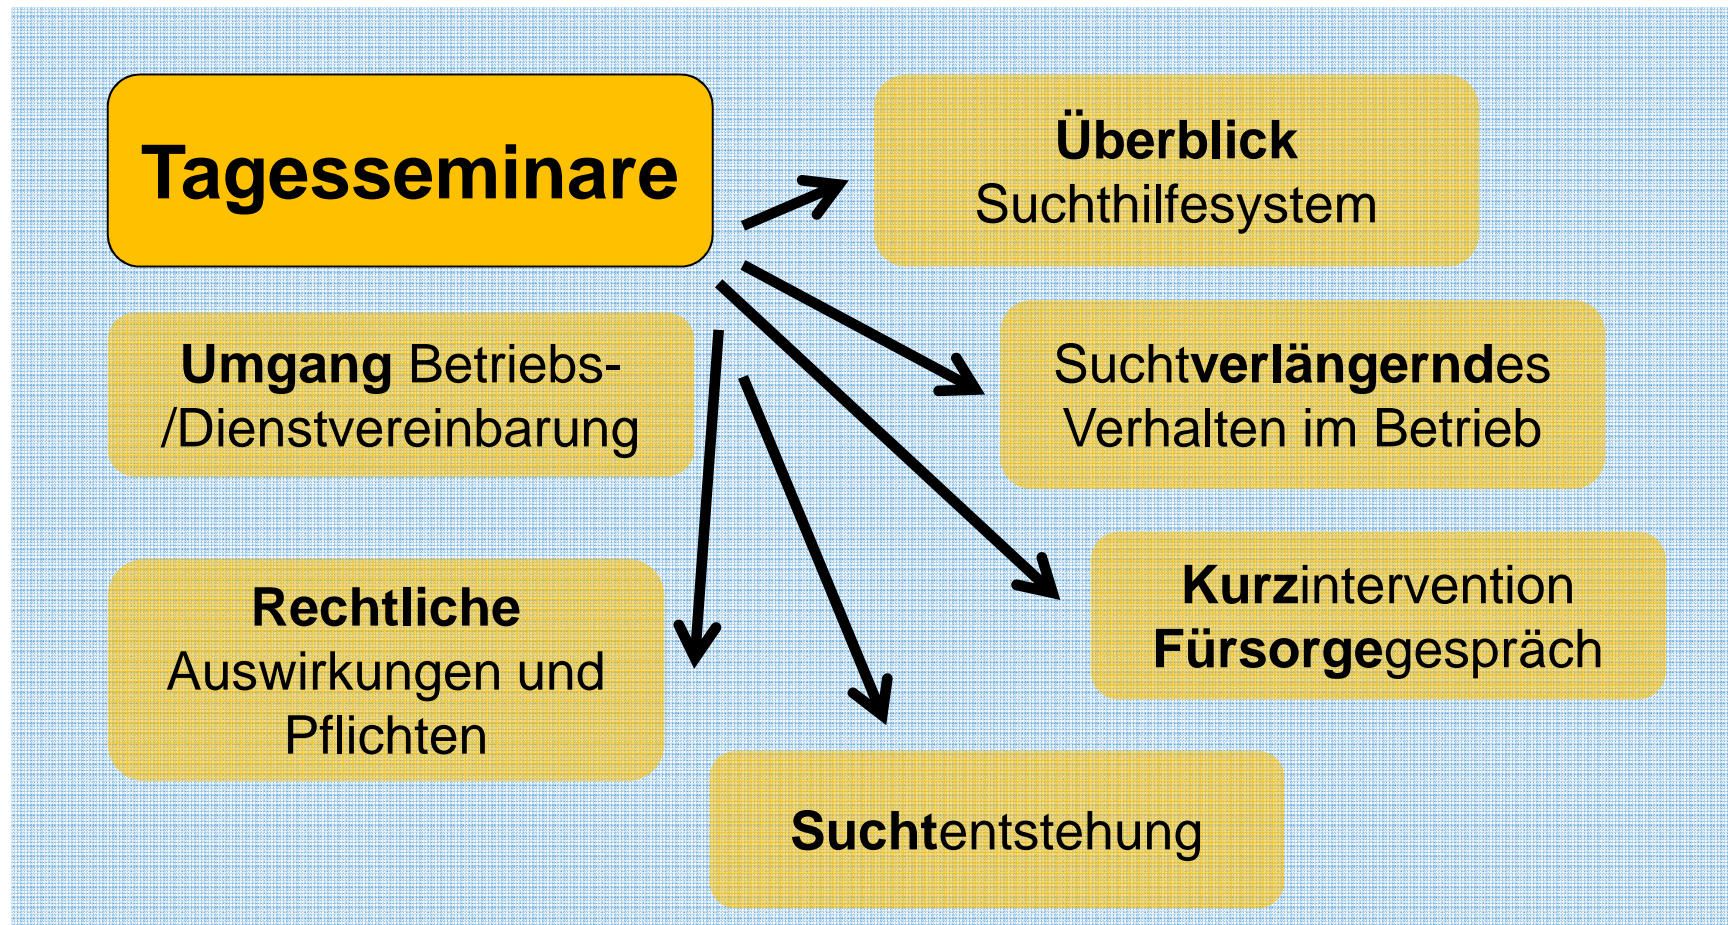 Tagesseminare
Überblick
Suchthilfesystem
Umgang Betriebs-
/Dienstvereinbarung
Suchtverlängerndes
Verhalten im Betrieb
Rechtliche
Auswirkungen und
Pflichten
Kurzintervention
Fürsorgegespräch
Suchtentstehung